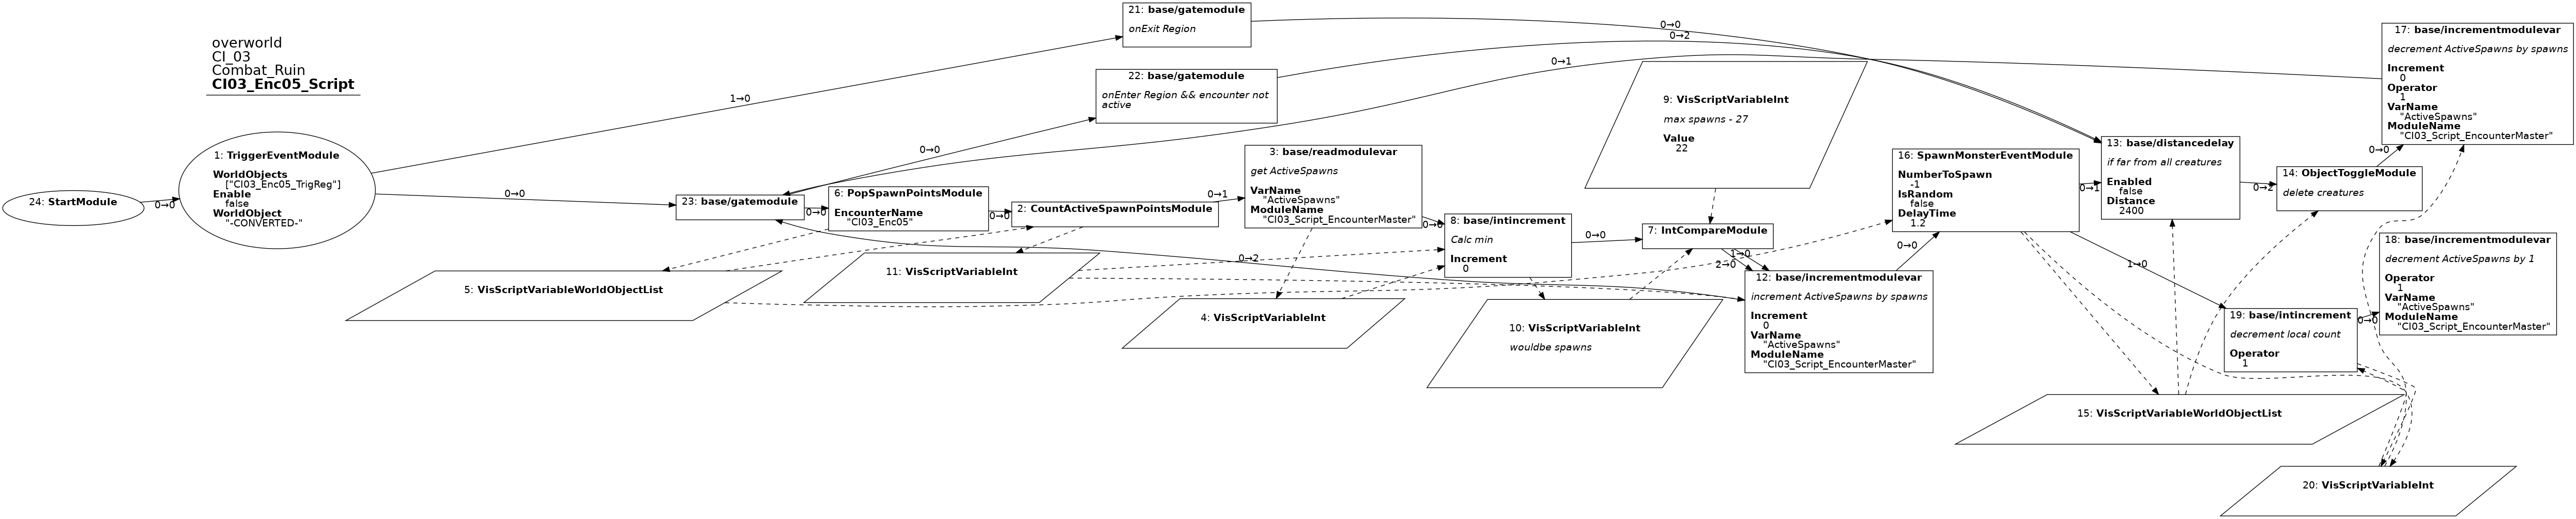 overworld
CI_03
Combat_Ruin
CI03_Enc05_Script
24: StartModule
0→0
1: TriggerEventModule
WorldObjects
["CI03_Enc05_TrigReg"]
Enable
false
WorldObject
"-CONVERTED-"
1→0
0→0
21: base/gatemodule
onExit Region
22: base/gatemodule
onEnter Region && encounter not
active
0→0
23: base/gatemodule
0→0
6: PopSpawnPointsModule
EncounterName
"CI03_Enc05"
0→0
2: CountActiveSpawnPointsModule
0→1
5: VisScriptVariableWorldObjectList
11: VisScriptVariableInt
3: base/readmodulevar
get ActiveSpawns
VarName
"ActiveSpawns"
ModuleName
"CI03_Script_EncounterMaster"
0→0
0→2
4: VisScriptVariableInt
8: base/intincrement
Calc min
Increment
0
0→0
10: VisScriptVariableInt
wouldbe spawns
9: VisScriptVariableInt
max spawns - 27
Value
22
7: IntCompareModule
1→0
2→0
12: base/incrementmodulevar
increment ActiveSpawns by spawns
Increment
0
VarName
"ActiveSpawns"
ModuleName
"CI03_Script_EncounterMaster"
0→0
0→0
0→2
0→1
16: SpawnMonsterEventModule
NumberToSpawn
-1
IsRandom
false
DelayTime
1.2
0→1
1→0
13: base/distancedelay
if far from all creatures
Enabled
false
Distance
2400
0→2
14: ObjectToggleModule
delete creatures
0→0
17: base/incrementmodulevar
decrement ActiveSpawns by spawns
Increment
0
Operator
1
VarName
"ActiveSpawns"
ModuleName
"CI03_Script_EncounterMaster"
18: base/incrementmodulevar
decrement ActiveSpawns by 1
Operator
1
VarName
"ActiveSpawns"
ModuleName
"CI03_Script_EncounterMaster"
19: base/intincrement
decrement local count
Operator
1
0→0
15: VisScriptVariableWorldObjectList
20: VisScriptVariableInt